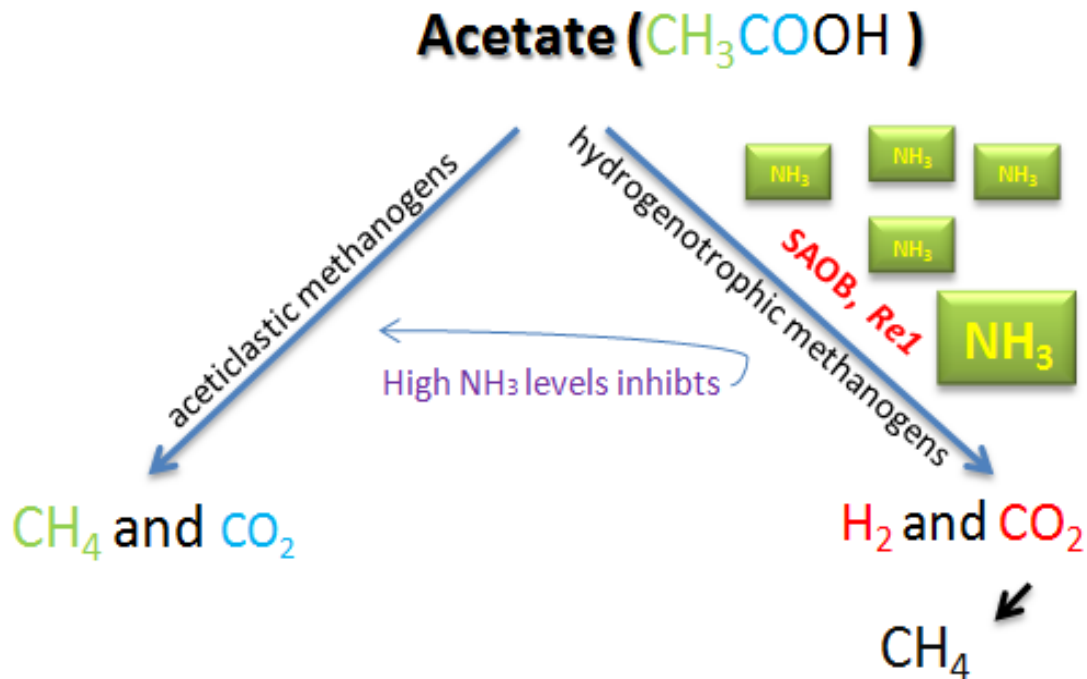 Acetate (CH₃COOH )
aceticlastic methanogens
hydrogenotrophic methanogens
SAOB, Re1
NH₃
NH₃
NH₃
NH₃
NH₃
High NH₃ levels inhibts
CH₄ and CO₂
H₂ and CO₂
CH₄